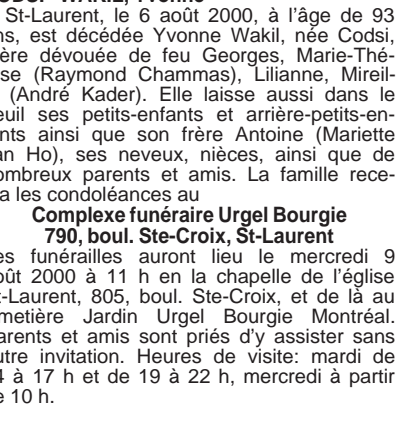 St-Laurent, le 6 août 2000, à l'âge de 93
ns, est décédée Yvonne Wakil, née Codsi,
ère dévouée de feu Georges, Marie-Thé-
se (Raymond Chammas), Lilianne, Mireil-
(André Kader). Elle laisse aussi dans le
euil ses petits-enfants et arrière-petits-en-
nts ainsi que son frère Antoine (Mariette
an Ho), ses neveux, nièces, ainsi que de
ombreux parents et amis. La famille rece-
a les condoléances au
Complexe funéraire Urgel Bourgie
790, boul. Ste-Croix, St-Laurent
es funérailles auront lieu le mercredi 9
oût 2000 à 11 h en la chapelle de l'église
t-Laurent, 805, boul. Ste-Croix, et de là au
metière Jardin Urgel Bourgie Montréal.
arents et amis sont priés d'y assister sans
utre invitation. Heures de visite: mardi de
4 à 17 h et de 19 à 22 h, mercredi à partir
e 10 h.